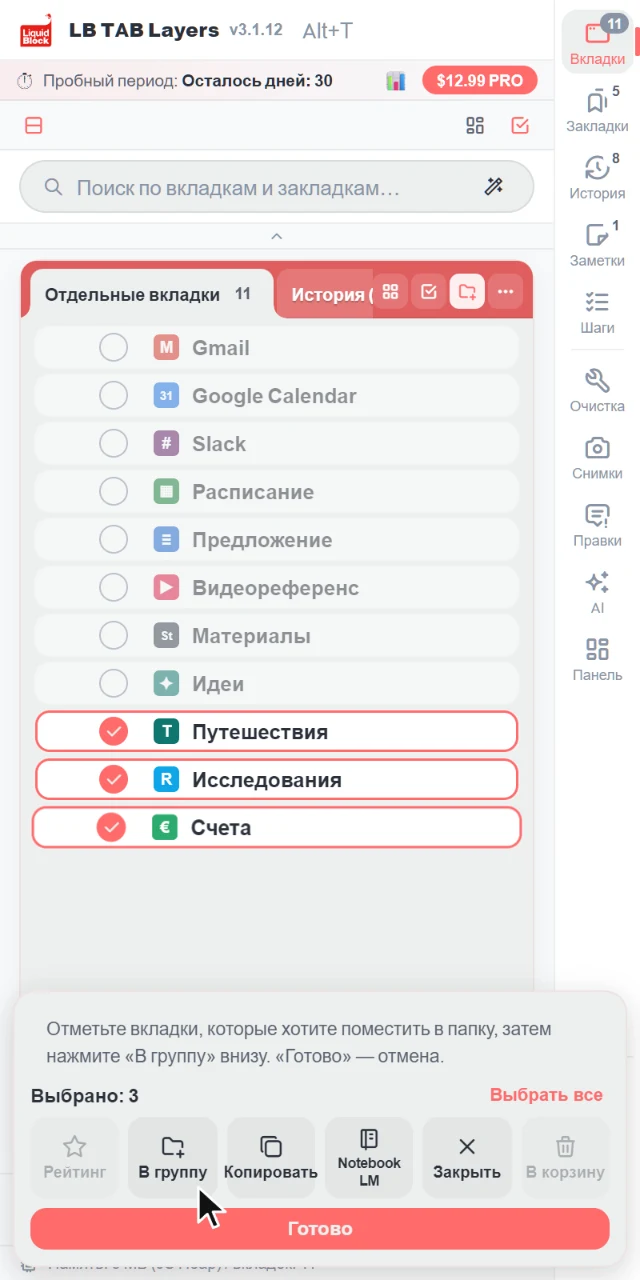 Liquid Block
LB TAB Layers v3.1.12 Alt+T
11
Вкладки
Пробный период: Осталось дней: 30
$12.99 PRO
5
Закладки
Поиск по вкладкам и закладкам…
8
История
1
Заметки
Отдельные вкладки 11
История (
Шаги
M Gmail
31 Google Calendar
Очистка
# Slack
Снимки
Расписание
Предложение
Правки
Видеореференс
AI
St Материалы
Панель
Идеи
T Путешествия
R Исследования
€ Счета
Отметьте вкладки, которые хотите поместить в папку, затем
нажмите «В группу» внизу. «Готово» — отмена.
Выбрано: 3
Выбрать все
Рейтинг
В группу
Копировать
Notebook
LM
Закрыть
В корзину
Готово